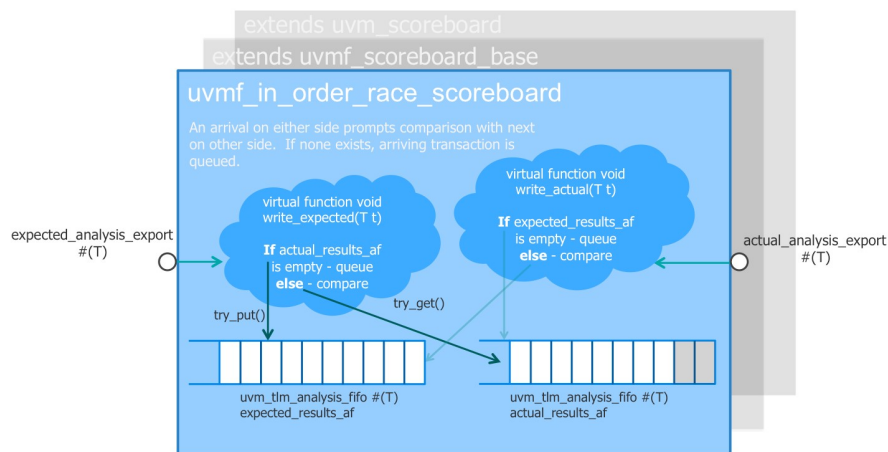 extends uvm_scoreboard
extends uvmf_scoreboard_base
uvmf_in_order_race_scoreboard
An arrival on either side prompts comparison with next
on other side.  If none exists, arriving transaction is
queued.
virtual function void
write_expected(T t)
If actual_results_af
is empty - queue
else - compare
virtual function void
write_actual(T t)
If expected_results_af
is empty - queue
else - compare
expected_analysis_export
#(T)
actual_analysis_export
#(T)
try_put()
try_get()
uvm_tlm_analysis_fifo #(T)
expected_results_af
uvm_tlm_analysis_fifo #(T)
actual_results_af